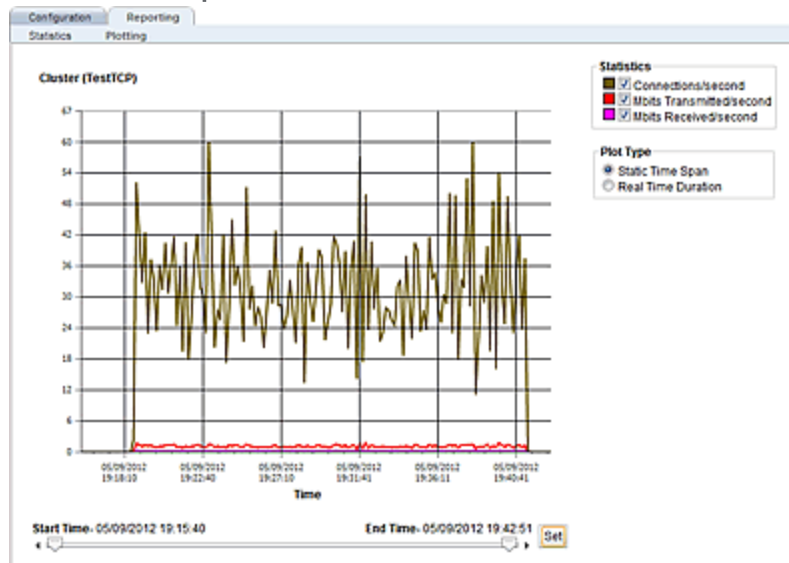 Configuration Reporting
Statistics Plotting
Cluster (TestTCP)
67
60
54
48
42
36
30
24
18
12
6
0
05/09/2012 05/09/2012 05/09/2012 05/09/2012 05/09/2012 05/09/2012
19:18:10 19:22:40 19:27:10 19:31:41 19:36:11 19:40:41
Time
Start Time: 05/09/2012 19:15:40 End Time: 05/09/2012 19:42:51 Set
Statistics
Connections/second
Mbits Transmitted/second
Mbits Received/second
Plot Type
Static Time Span
Real Time Duration